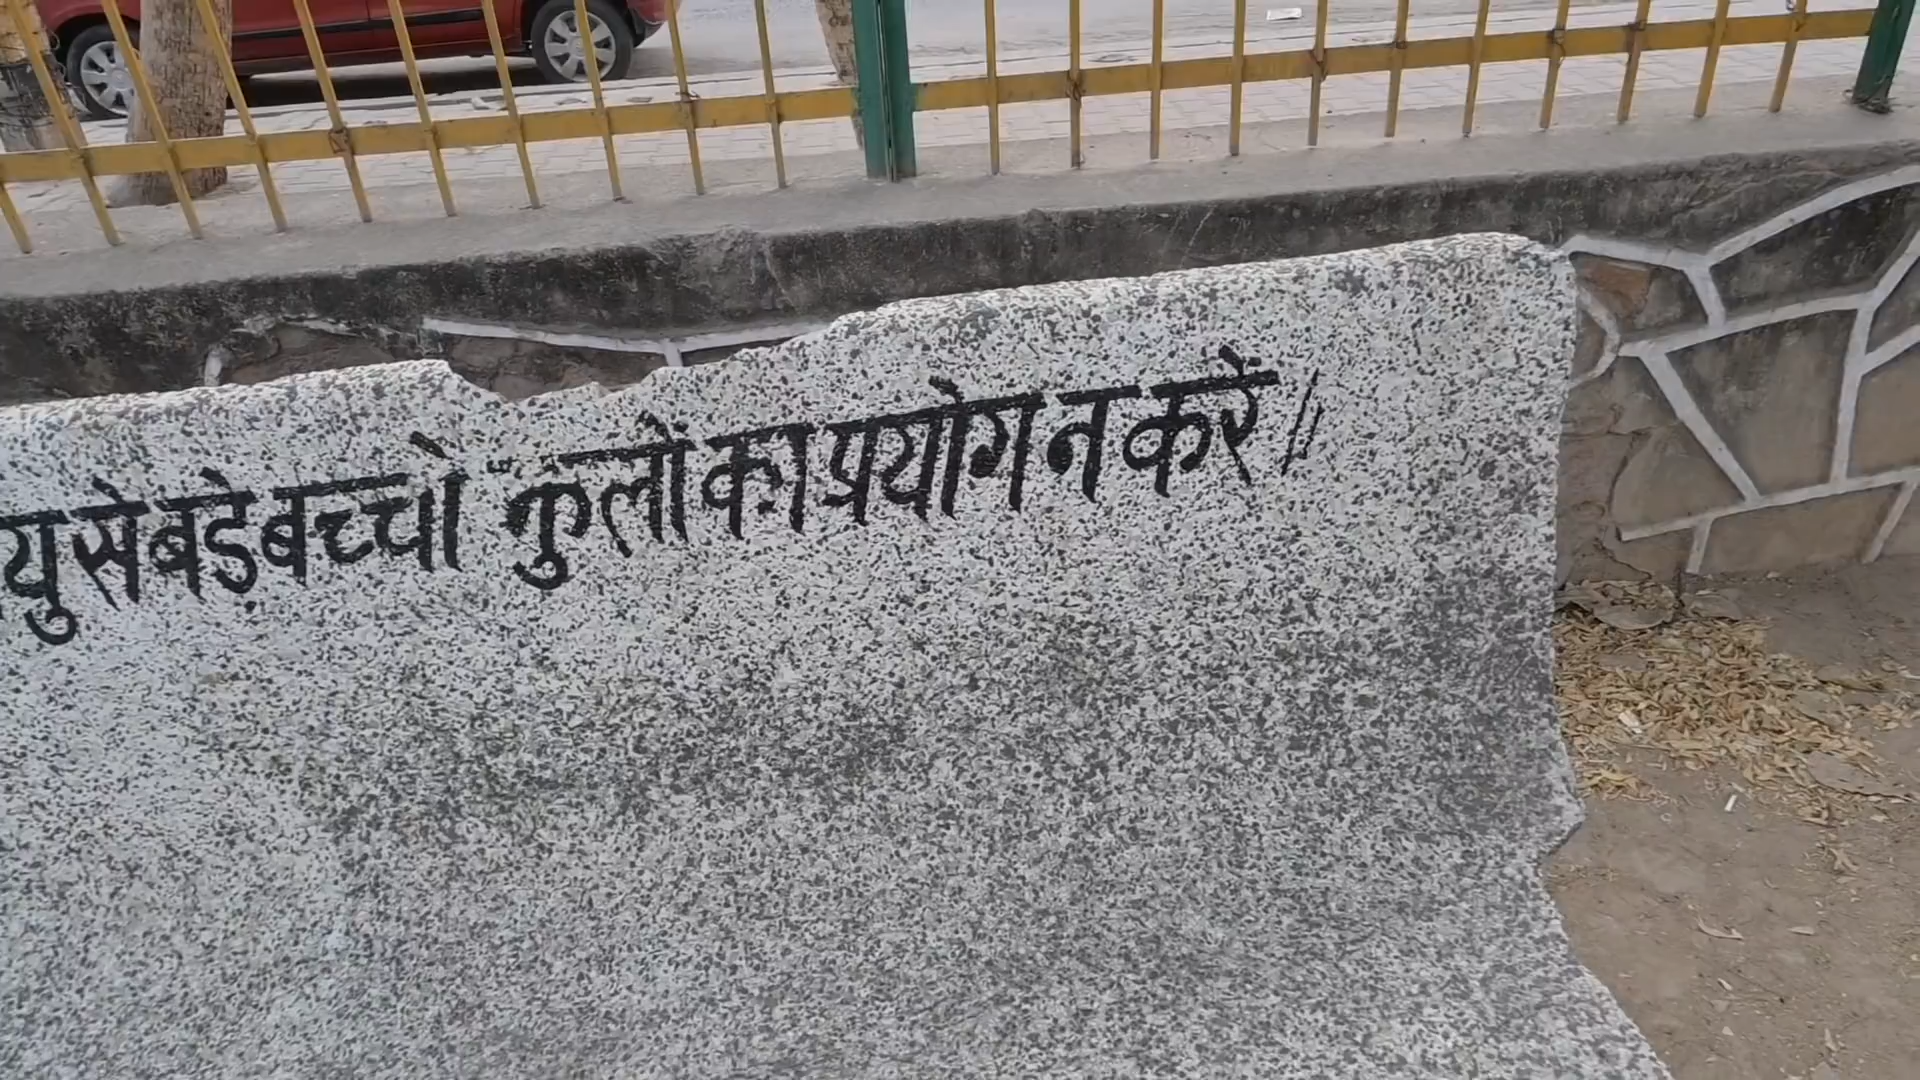 यु से बडे बच्चो "कुलो का प्रयोग न करें //